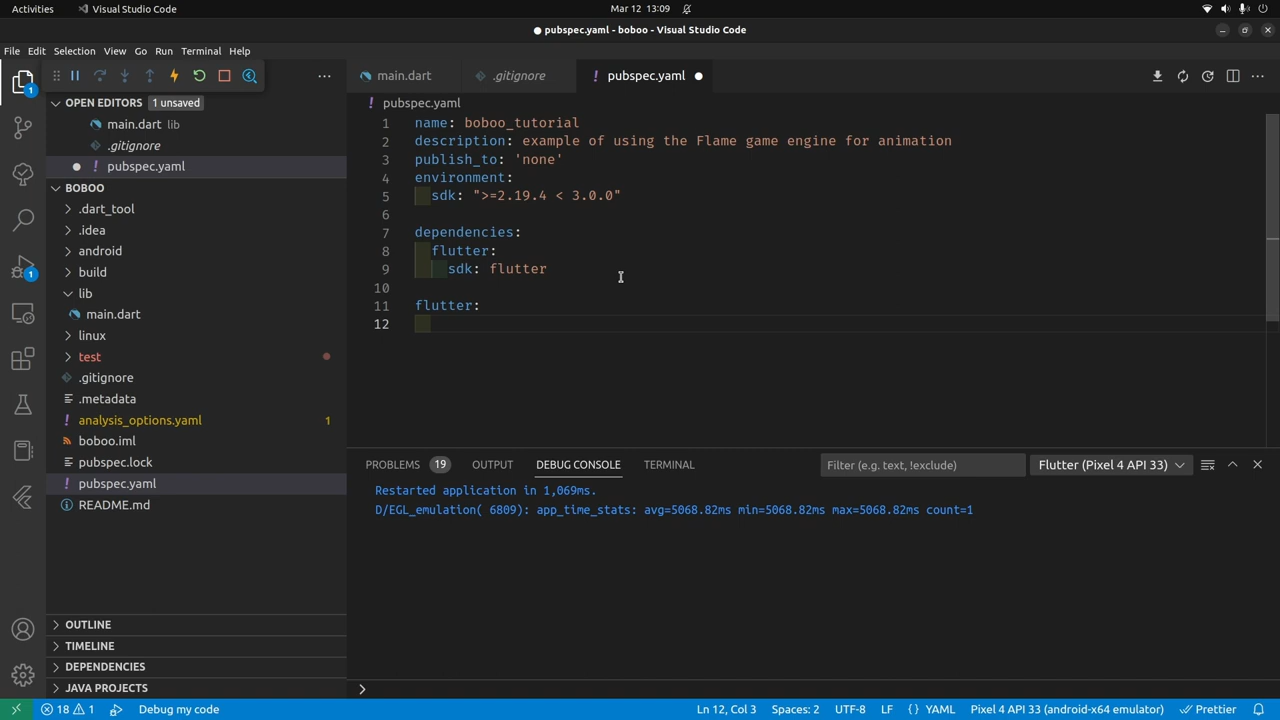 Activities
Visual Studio Code
Mar 12 13:09
pubspec.yaml - boboo - Visual Studio Code
File Edit Selection View Go Run Terminal Help
main.dart
.gitignore
! pubspec.yaml
OPEN EDITORS 1 unsaved
main.dart lib
.gitignore
! pubspec.yaml
BOBOO
.dart_tool
.idea
android
build
lib
main.dart
linux
test
.gitignore
.metadata
! analysis_options.yaml 1
boboo.iml
pubspec.lock
! pubspec.yaml
README.md
OUTLINE
TIMELINE
DEPENDENCIES
JAVA PROJECTS
1
1
! pubspec.yaml
1 name: boboo_tutorial
2 description: example of using the Flame game engine for animation
3 publish_to: 'none'
4 environment:
5 sdk: ">=2.19.4 < 3.0.0"
6
7 dependencies:
8 flutter:
9 sdk: flutter
10
11 flutter:
12
PROBLEMS 19 OUTPUT DEBUG CONSOLE TERMINAL
Filter (e.g. text, !exclude)
Flutter (Pixel 4 API 33)
Restarted application in 1,069ms.
D/EGL_emulation( 6809): app_time_stats: avg=5068.82ms min=5068.82ms max=5068.82ms count=1
18 1 Debug my code
Ln 12, Col 3 Spaces: 2 UTF-8 LF {} YAML Pixel 4 API 33 (android-x64 emulator) Prettier